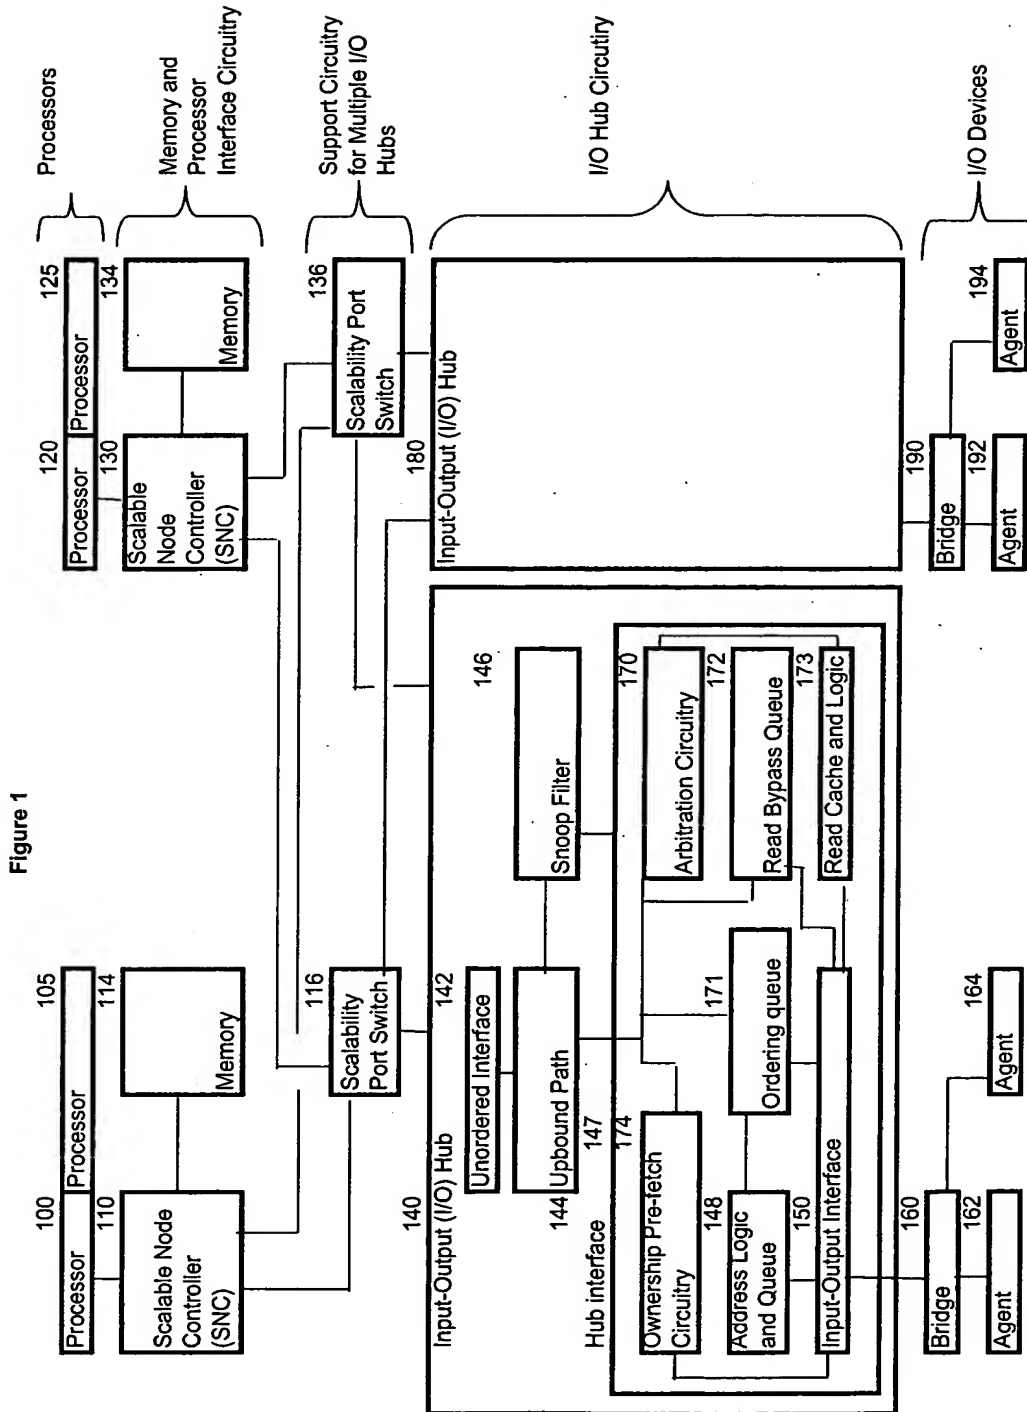 Figure 1
100
105
Processor
Processor
110
114
Scalable Node
Controller
(SNC)
Memory
116
Scalability
Port Switch
120
125
Processor
Processor
130
134
Scalable
Node
Controller
(SNC)
Memory
136
Scalability Port
Switch
Processors
Memory and
Processor
Interface Circuitry
Support Circuitry
for Multiple I/O
Hubs
I/O Hub Circutiry
I/O Devices
140
Input-Output (I/O) Hub
142
Unordered Interface
144
Upbound Path
146
Snoop Filter
147
Hub interface
174
Ownership Pre-fetch
Circuitry
170
Arbitration Circuitry
148
Address Logic
and Queue
171
Ordering queue
172
Read Bypass Queue
150
Input-Output Interface
173
Read Cache and Logic
160
Bridge
162
Agent
164
Agent
180
Input-Output (I/O) Hub
190
Bridge
192
Agent
194
Agent